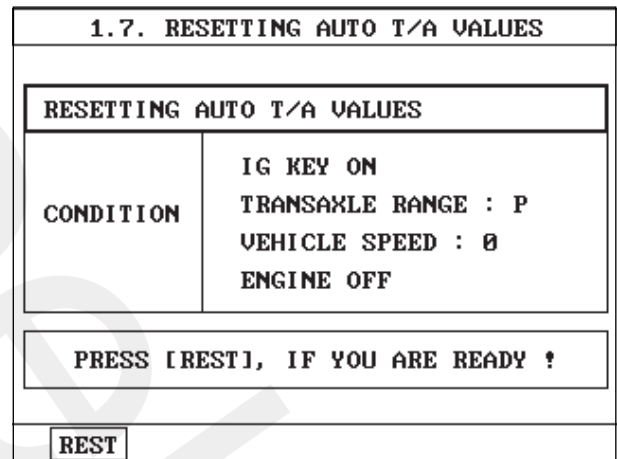 1.7. RESETTING AUTO T/A VALUES
RESETTING AUTO T/A VALUES
CONDITION
IG KEY ON
TRANSAXLE RANGE : P
VEHICLE SPEED : 0
ENGINE OFF
PRESS [REST], IF YOU ARE READY !
REST